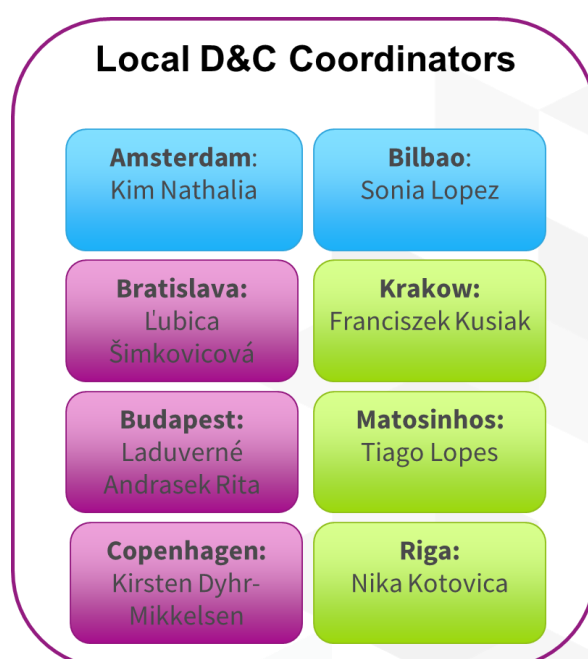 Local D&C Coordinators
Amsterdam:
Kim Nathalia
Bilbao:
Sonia Lopez
Bratislava:
Ľubica
Šimkovicová
Krakow:
Franciszek Kusiak
Budapest:
Laduverné
Andrasek Rita
Matosinhos:
Tiago Lopes
Copenhagen:
Kirsten Dyhr-
Mikkelsen
Riga:
Nika Kotovica